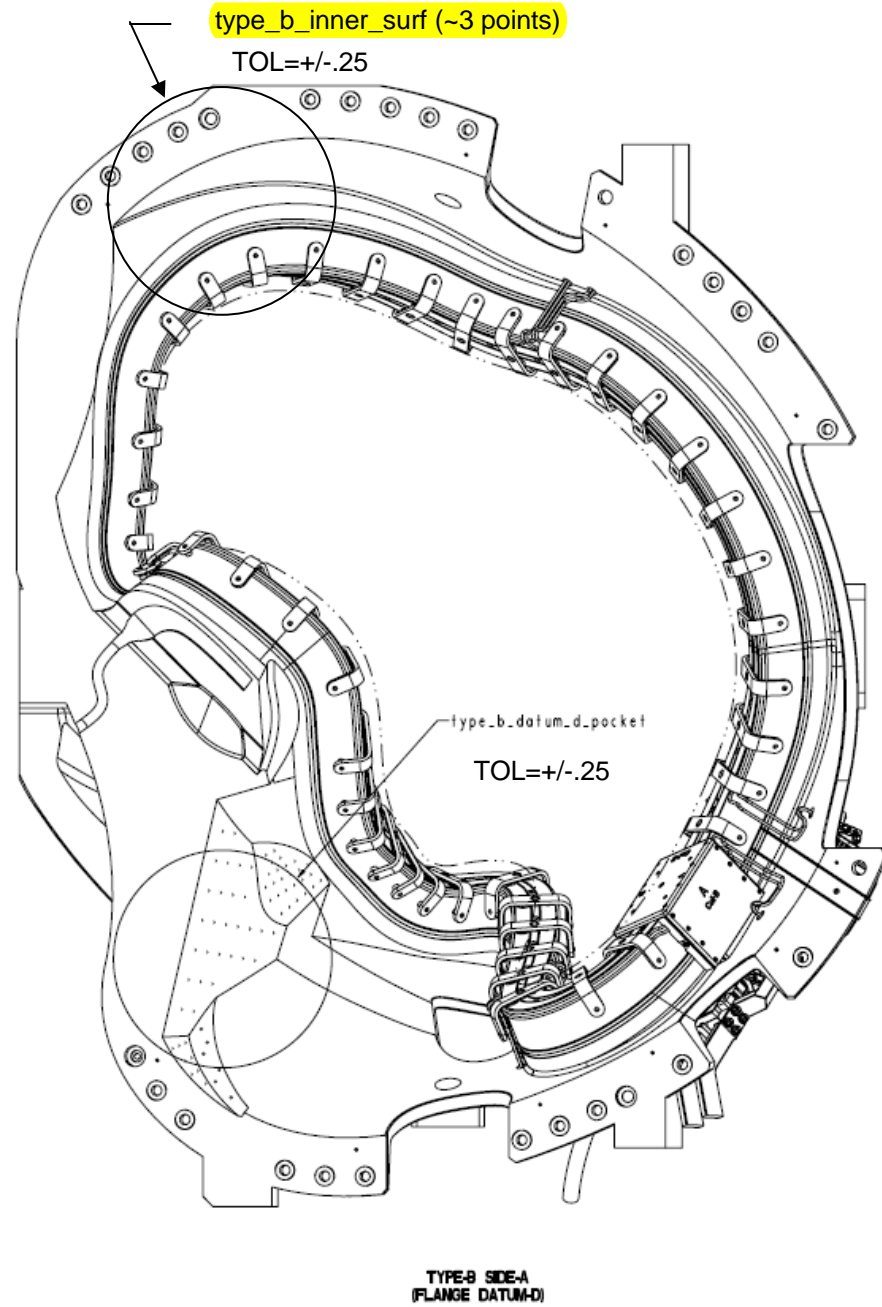 type_b_inner_surf (~3 points)
TOL=+/-.25
type_b_datum_d_pocket
TOL=+/-.25
A
TYPE-B SIDE-A
(FLANGE DATUM-D)